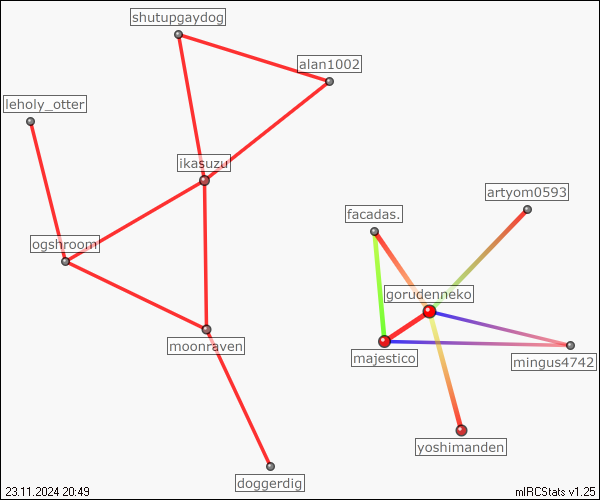 shutupgaydog
alan1002
leholy_otter
ikasuzu
artyom0593
facadas.
ogshroom
gorudenneko
moonraven
majestico
mingus4742
yoshimanden
doggerdig
23.11.2024 20:49
mIRCStats v1.25